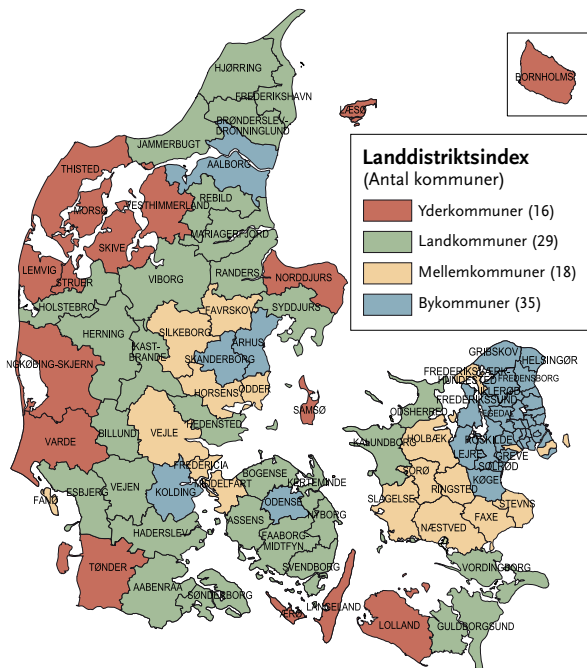 HJØRRING
FREDERIKSHAVN
BRØNDERSLEV-
DRONNINGLUND
LÆSØ
BORNHOLMS
JAMMERBUGT
AALBORG
THISTED
MORSØ
VESTHIMMERLAND
REBILD
MARIAGERFJORD
SKIVE
LEMVIG
STRUER
VIBORG
RANDERS
NORDDJURS
HOLSTEBRO
FAVRSKOV
SYDDJURS
HERNING
SILKEBORG
ÅRHUS
IKAST-
BRANDE
SKANDERBORG
NGKØBING-SKJERN
HORSENS
ODDER
SAMSØ
HEDENSTED
VARDE
BILLUND
VEJLE
FREDERICIA
FANØ
ESBJERG
VEJEN
KOLDING
MIDDELFART
BOGENSE
KERTEMINDE
ODENSE
NYBORG
ASSENS
HADERSLEV
FAABORG-
MIDTFYN
SVENDBORG
TØNDER
AABENRAA
SØNDERBORG
ÆRØ
LANGELAND
Landdistriktsindex
(Antal kommuner)
Yderkommuner (16)
Landkommuner (29)
Mellemkommuner (18)
Bykommuner (35)
GRIBSKOV
HELSINGØR
FREDERIKSVÆRK-
HUNDESTED
FREDENSBORG
HILLERØD
FREDERIKSSUND
EGEDAL
ODSHERRED
KALUNDBORG
HOLBÆK
ROSKILDE
LEJRE
GREVE
SOLRØD
KØGE
SORØ
RINGSTED
SLAGELSE
NÆSTVED
FAXE
STEVNS
VORDINGBORG
LOLLAND
GULDBORGSUND